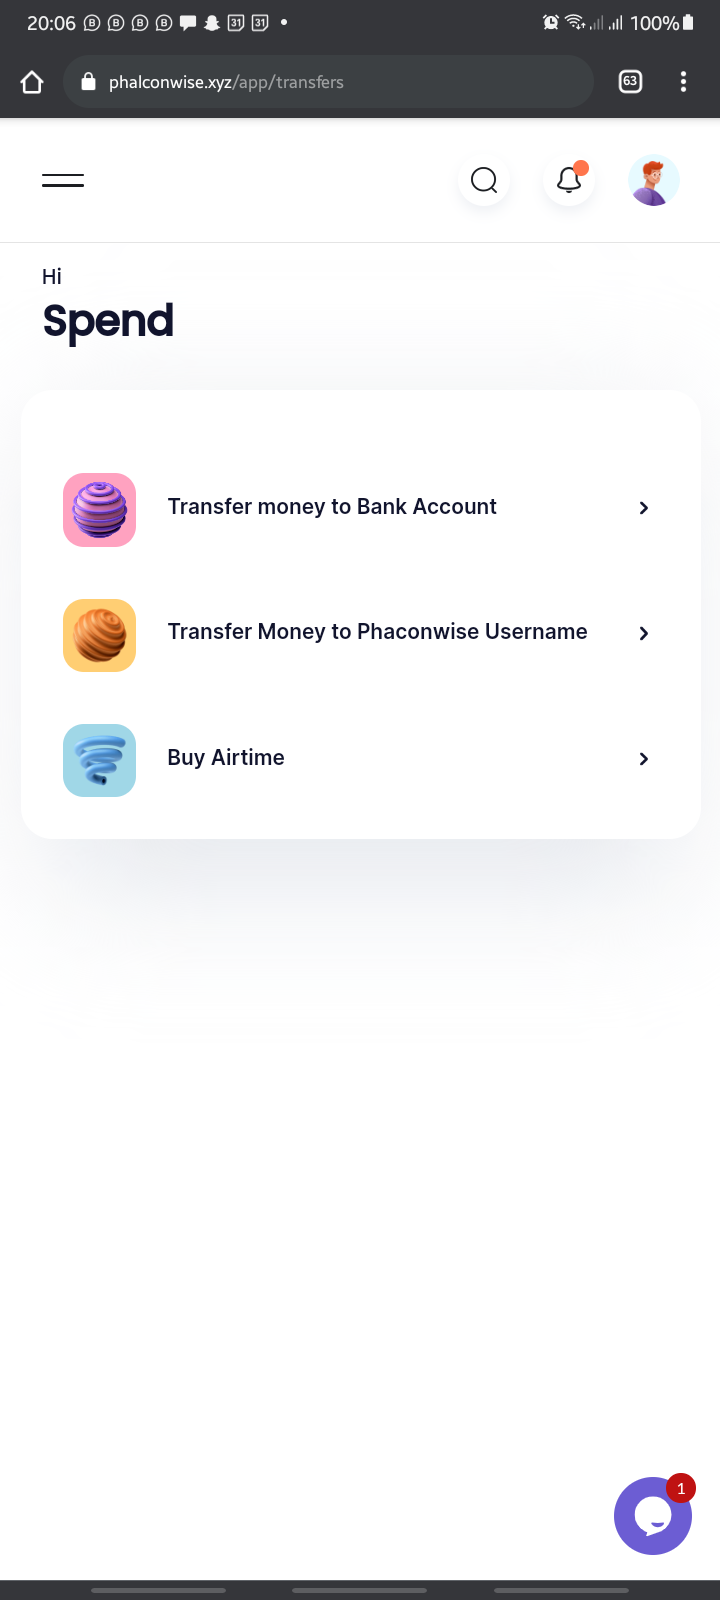 20:06 B B B B 31 31 100%
phalconwise.xyz/app/transfers 63
Hi
Spend
Transfer money to Bank Account
Transfer Money to Phaconwise Username
Buy Airtime
1